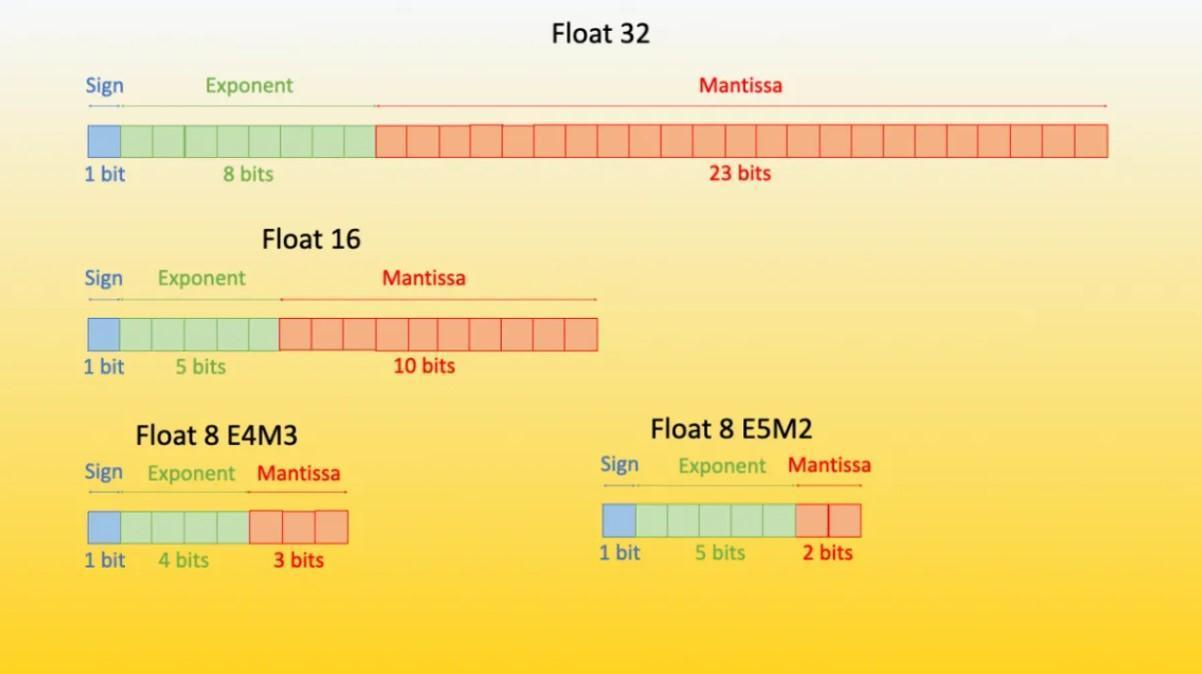 Float 32
Sign Exponent Mantissa
1 bit 8 bits 23 bits
Float 16
Sign Exponent Mantissa
1 bit 5 bits 10 bits
Float 8 E4M3
Sign Exponent Mantissa
1 bit 4 bits 3 bits
Float 8 E5M2
Sign Exponent Mantissa
1 bit 5 bits 2 bits